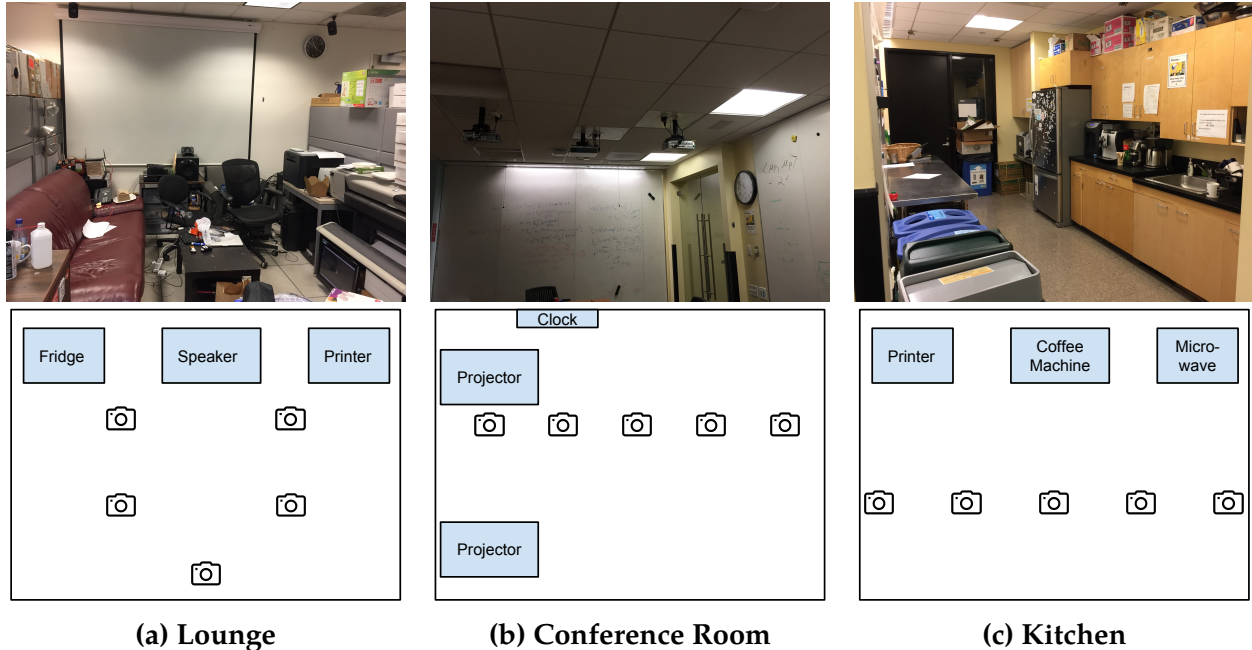 Fridge
Speaker
Printer
Clock
Projector
Projector
Printer
Coffee
Machine
Micro-
wave
(a) Lounge
(b) Conference Room
(c) Kitchen